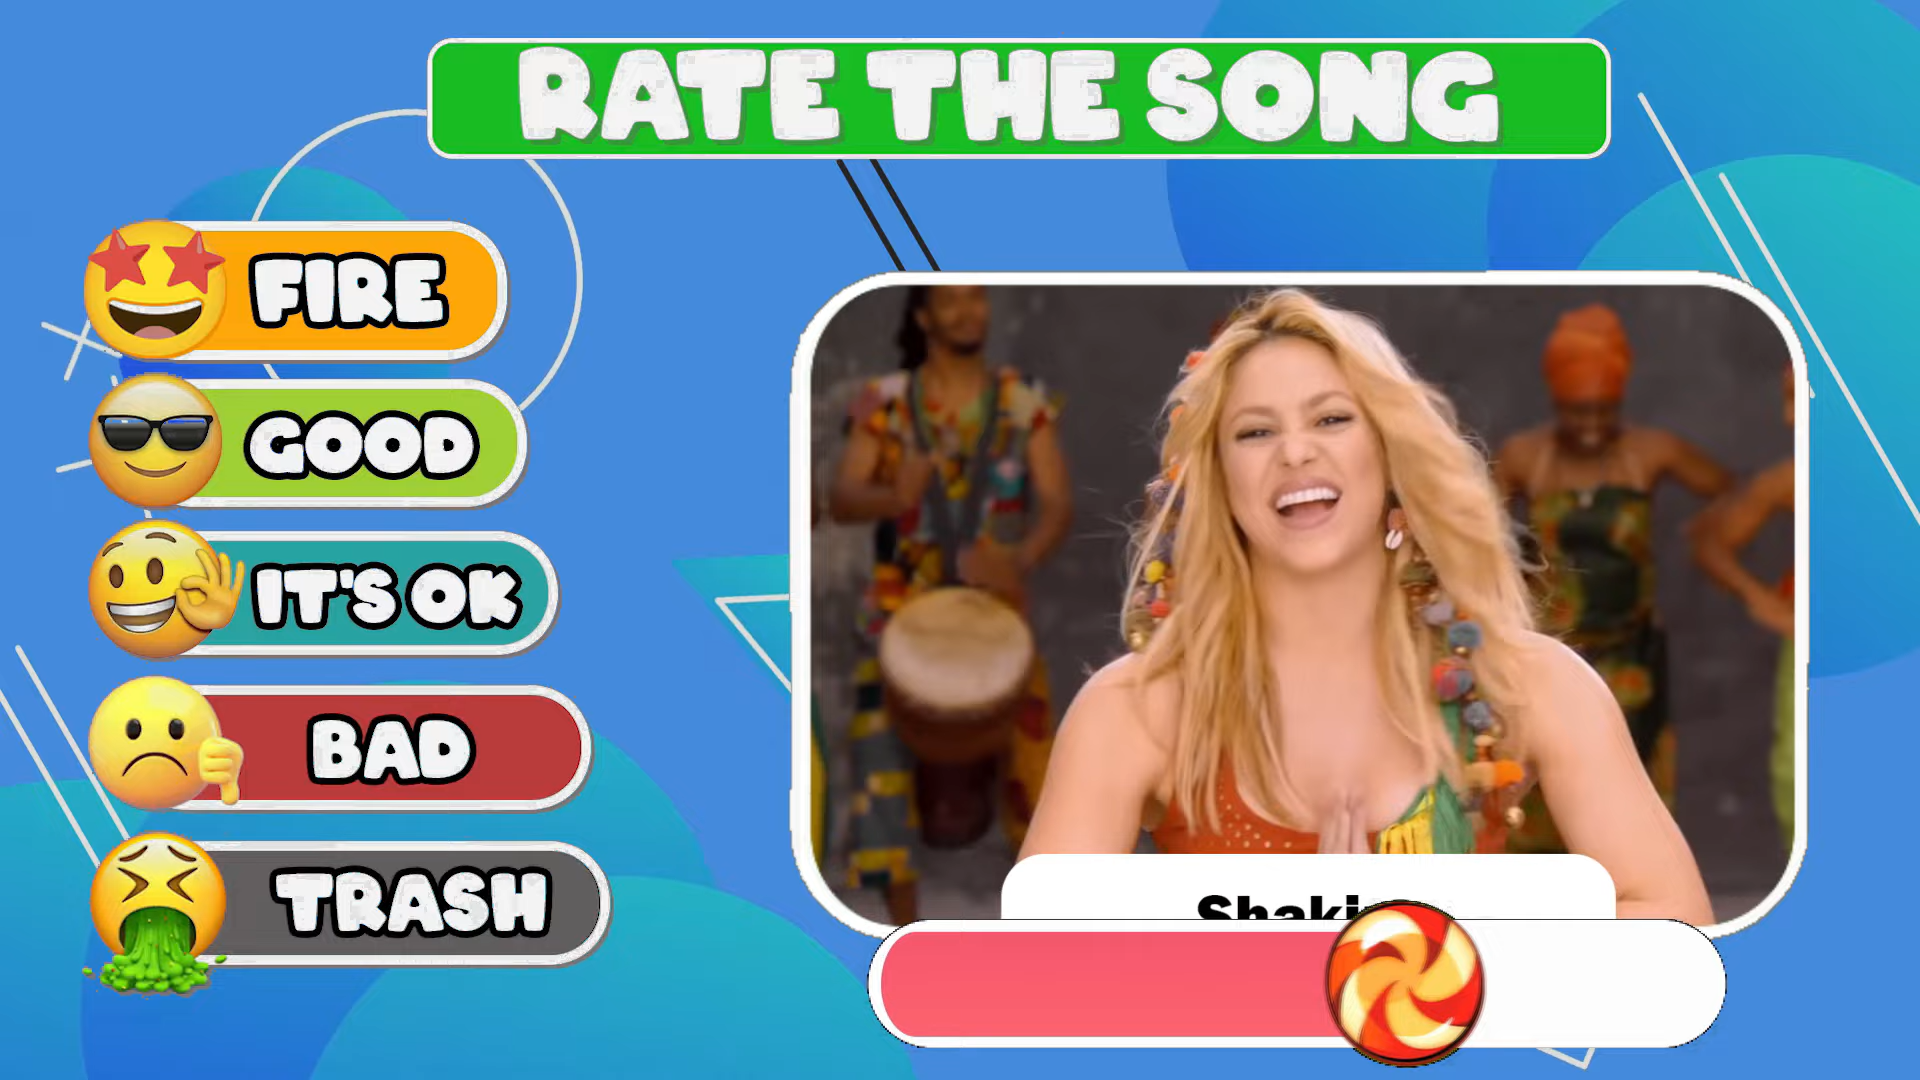 RATE THE SONG
FIRE
GOOD
IT'S OK
BAD
TRASH